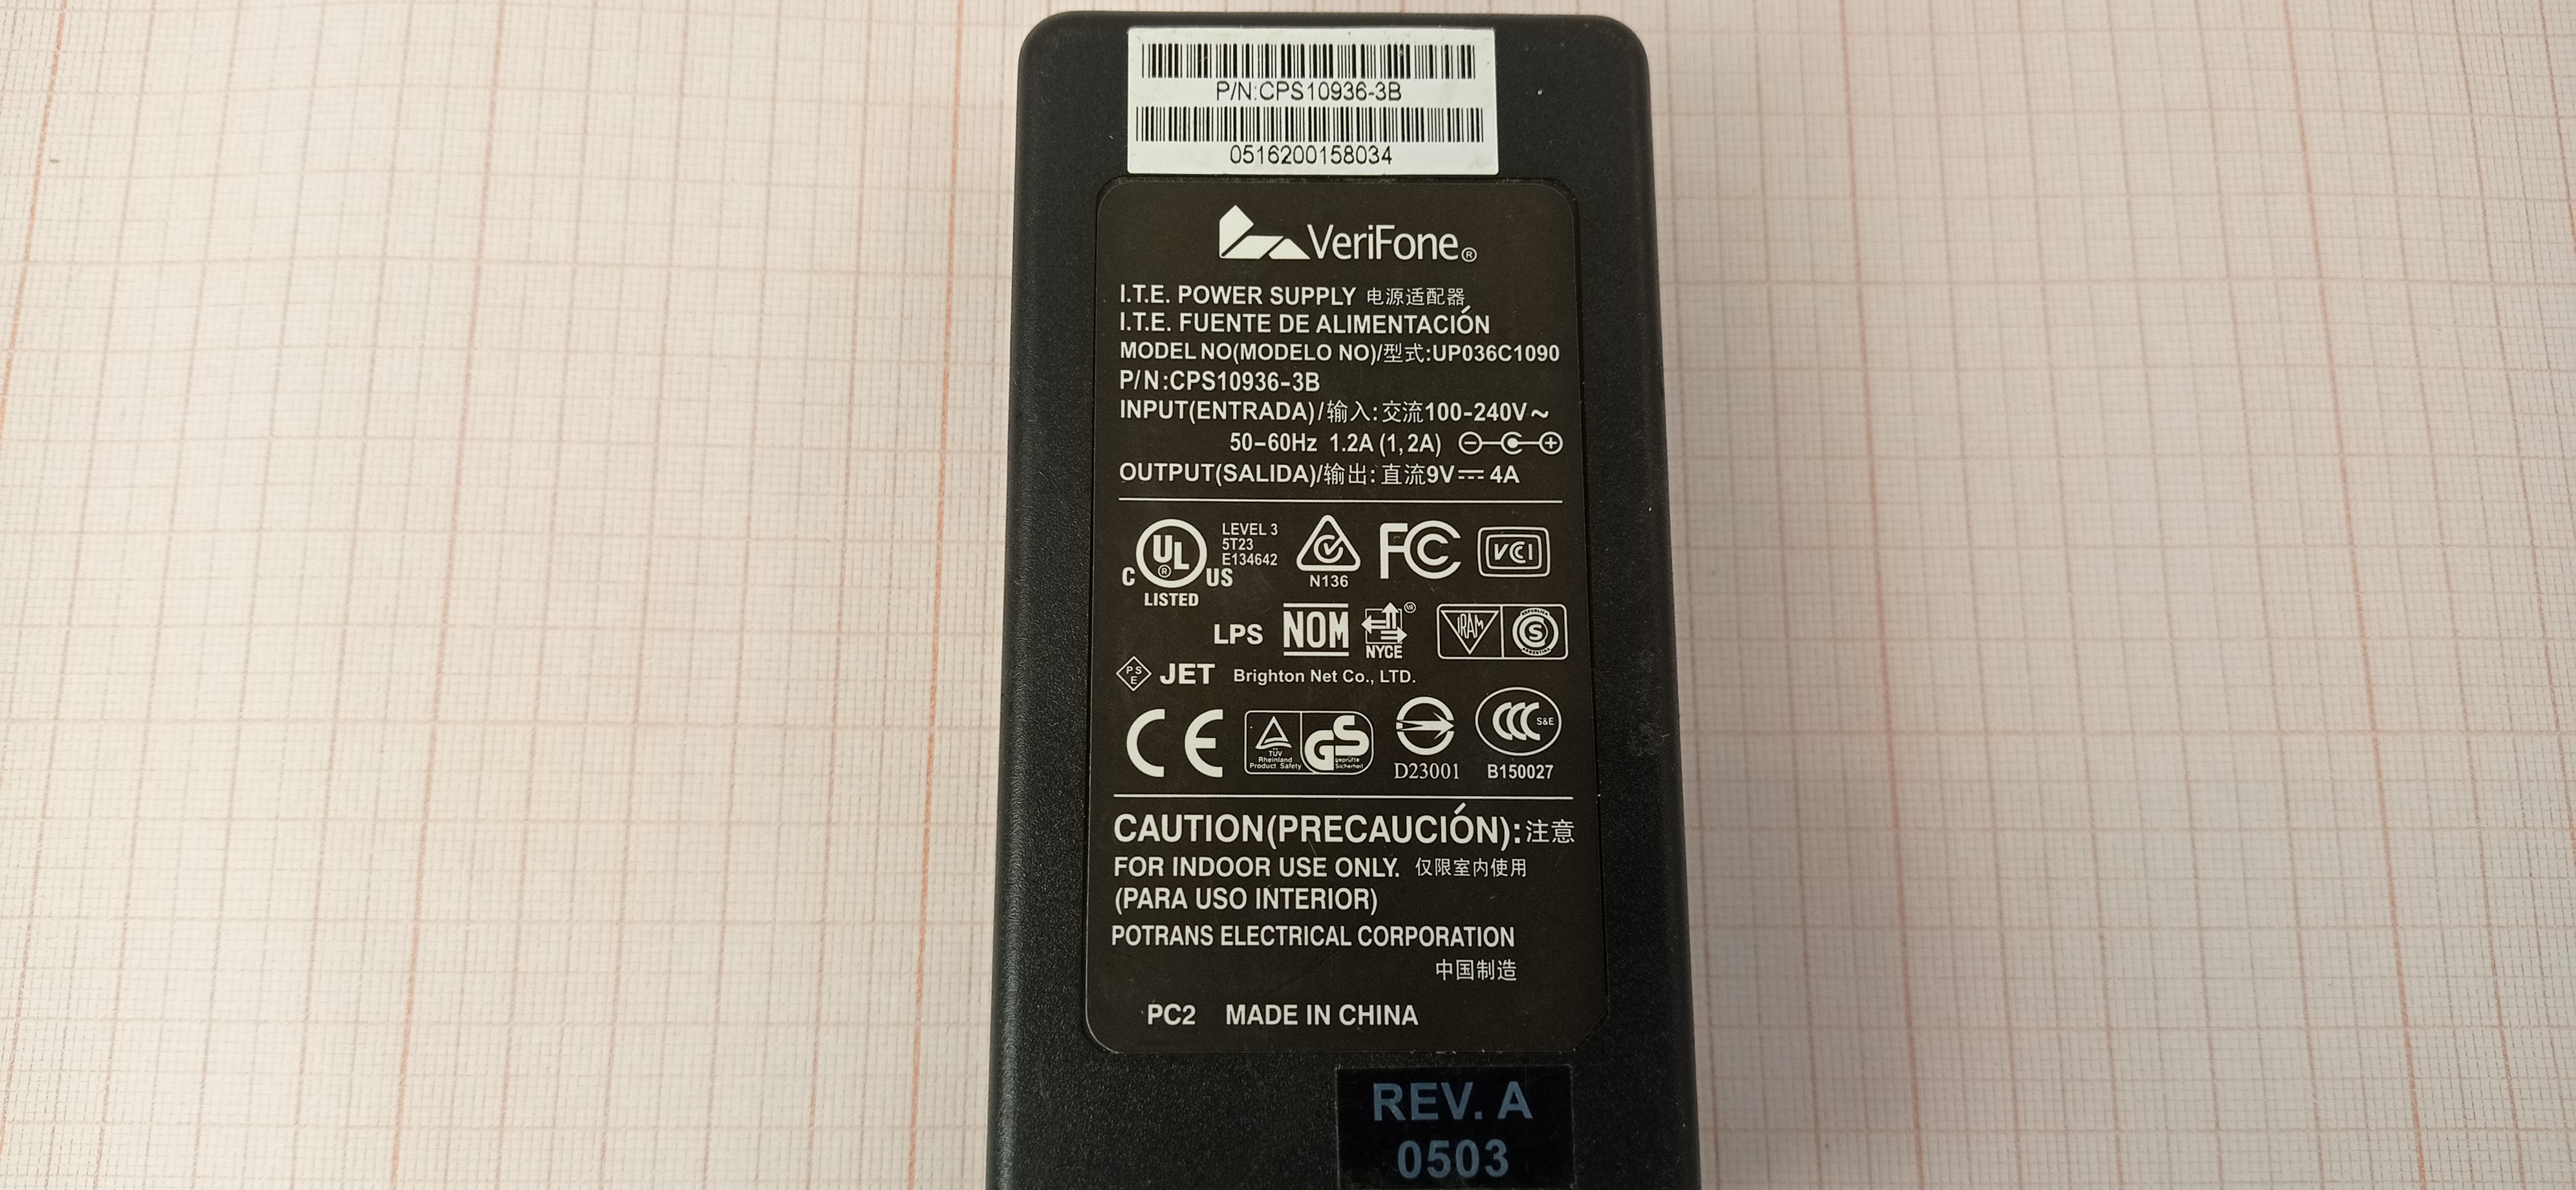 P/N:CPS10936-3B
0516200158034
VeriFone®
I.T.E. POWER SUPPLY 电源适配器
I.T.E. FUENTE DE ALIMENTACIÓN
MODEL NO(MODELO NO)/型式:UP036C1090
P/N:CPS10936-3B
INPUT(ENTRADA)/输入:交流100-240V~
50-60Hz 1.2A (1,2A)
OUTPUT(SALIDA)/输出:直流9V⎓4A
LEVEL 3
5T23
E134642
C UL® US
LISTED
N136
FC
VCI
LPS
NOM
NYCE
IRAM
S
PSE
JET Brighton Net Co., LTD.
CE
TÜV
Rheinland
Product Safety
GS
geprüfte
Sicherheit
D23001
CCC S&E
B150027
CAUTION(PRECAUCIÓN):注意
FOR INDOOR USE ONLY. 仅限室内使用
(PARA USO INTERIOR)
POTRANS ELECTRICAL CORPORATION
中国制造
PC2 MADE IN CHINA
REV. A
0503